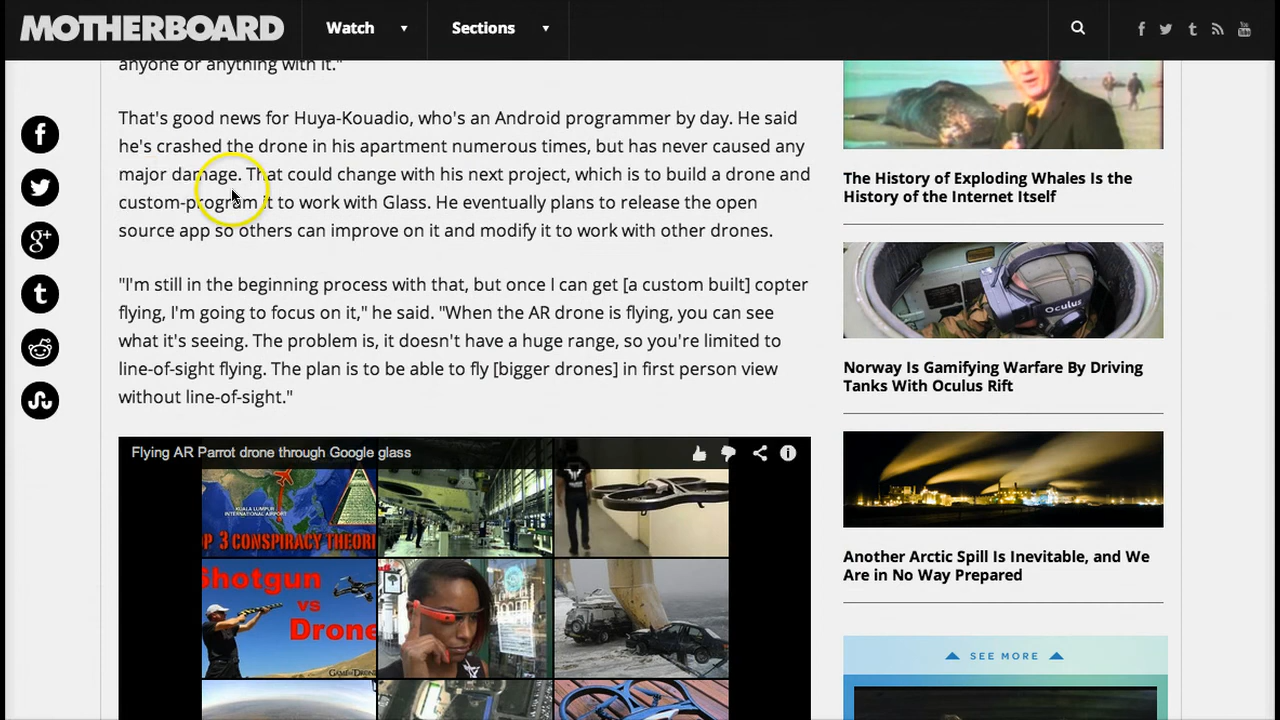 MOTHERBOARD
Watch
Sections
anyone or anything with it."
That's good news for Huya-Kouadio, who's an Android programmer by day. He said
he's crashed the drone in his apartment numerous times, but has never caused any
major damage. That could change with his next project, which is to build a drone and
custom-program it to work with Glass. He eventually plans to release the open
source app so others can improve on it and modify it to work with other drones.
"I'm still in the beginning process with that, but once I can get [a custom built] copter
flying, I'm going to focus on it," he said. "When the AR drone is flying, you can see
what it's seeing. The problem is, it doesn't have a huge range, so you're limited to
line-of-sight flying. The plan is to be able to fly [bigger drones] in first person view
without line-of-sight."
Flying AR Parrot drone through Google glass
KUALA LUMPUR
INTERNATIONAL AIRPORT
P 3 CONSPIRACY THEORI
Shotgun
vs
Drone
The History of Exploding Whales Is the
History of the Internet Itself
Oculus
Norway Is Gamifying Warfare By Driving
Tanks With Oculus Rift
Another Arctic Spill Is Inevitable, and We
Are in No Way Prepared
SEE MORE